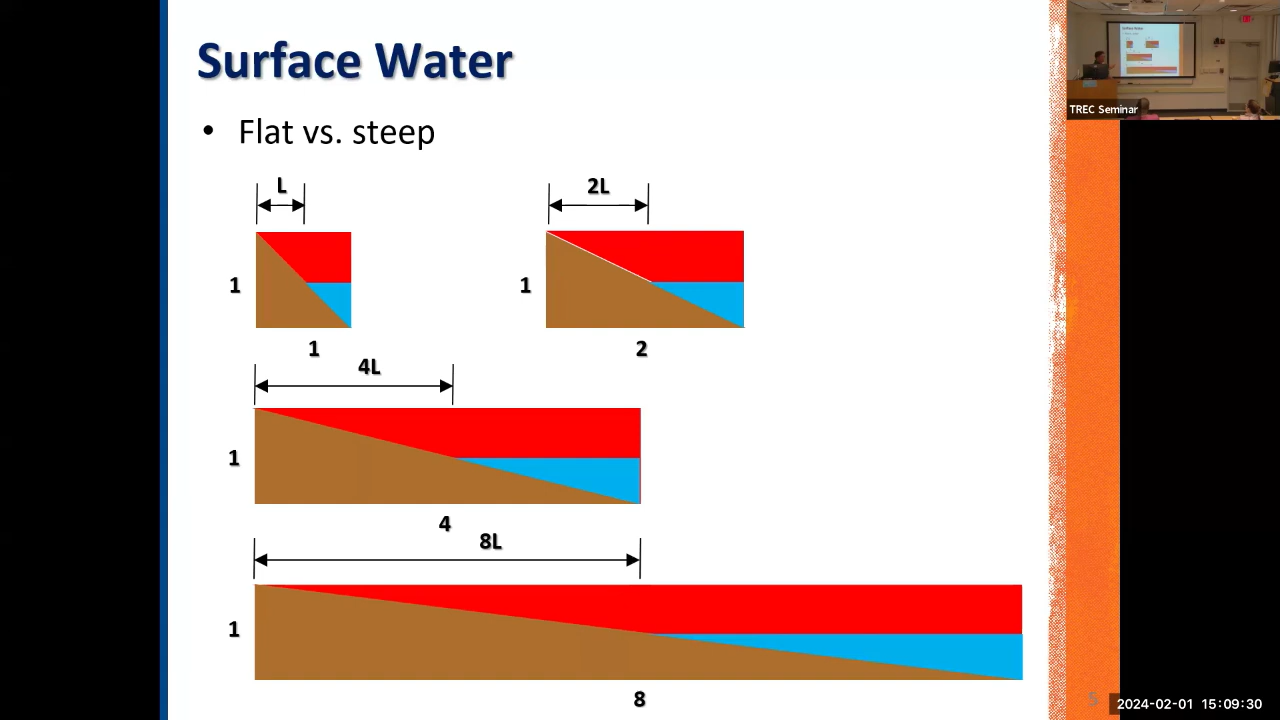 Surface Water
• Flat vs. steep
L
2L
1
1
1
2
4L
1
4
8L
1
8
TREC Seminar
5
2024-02-01 15:09:30